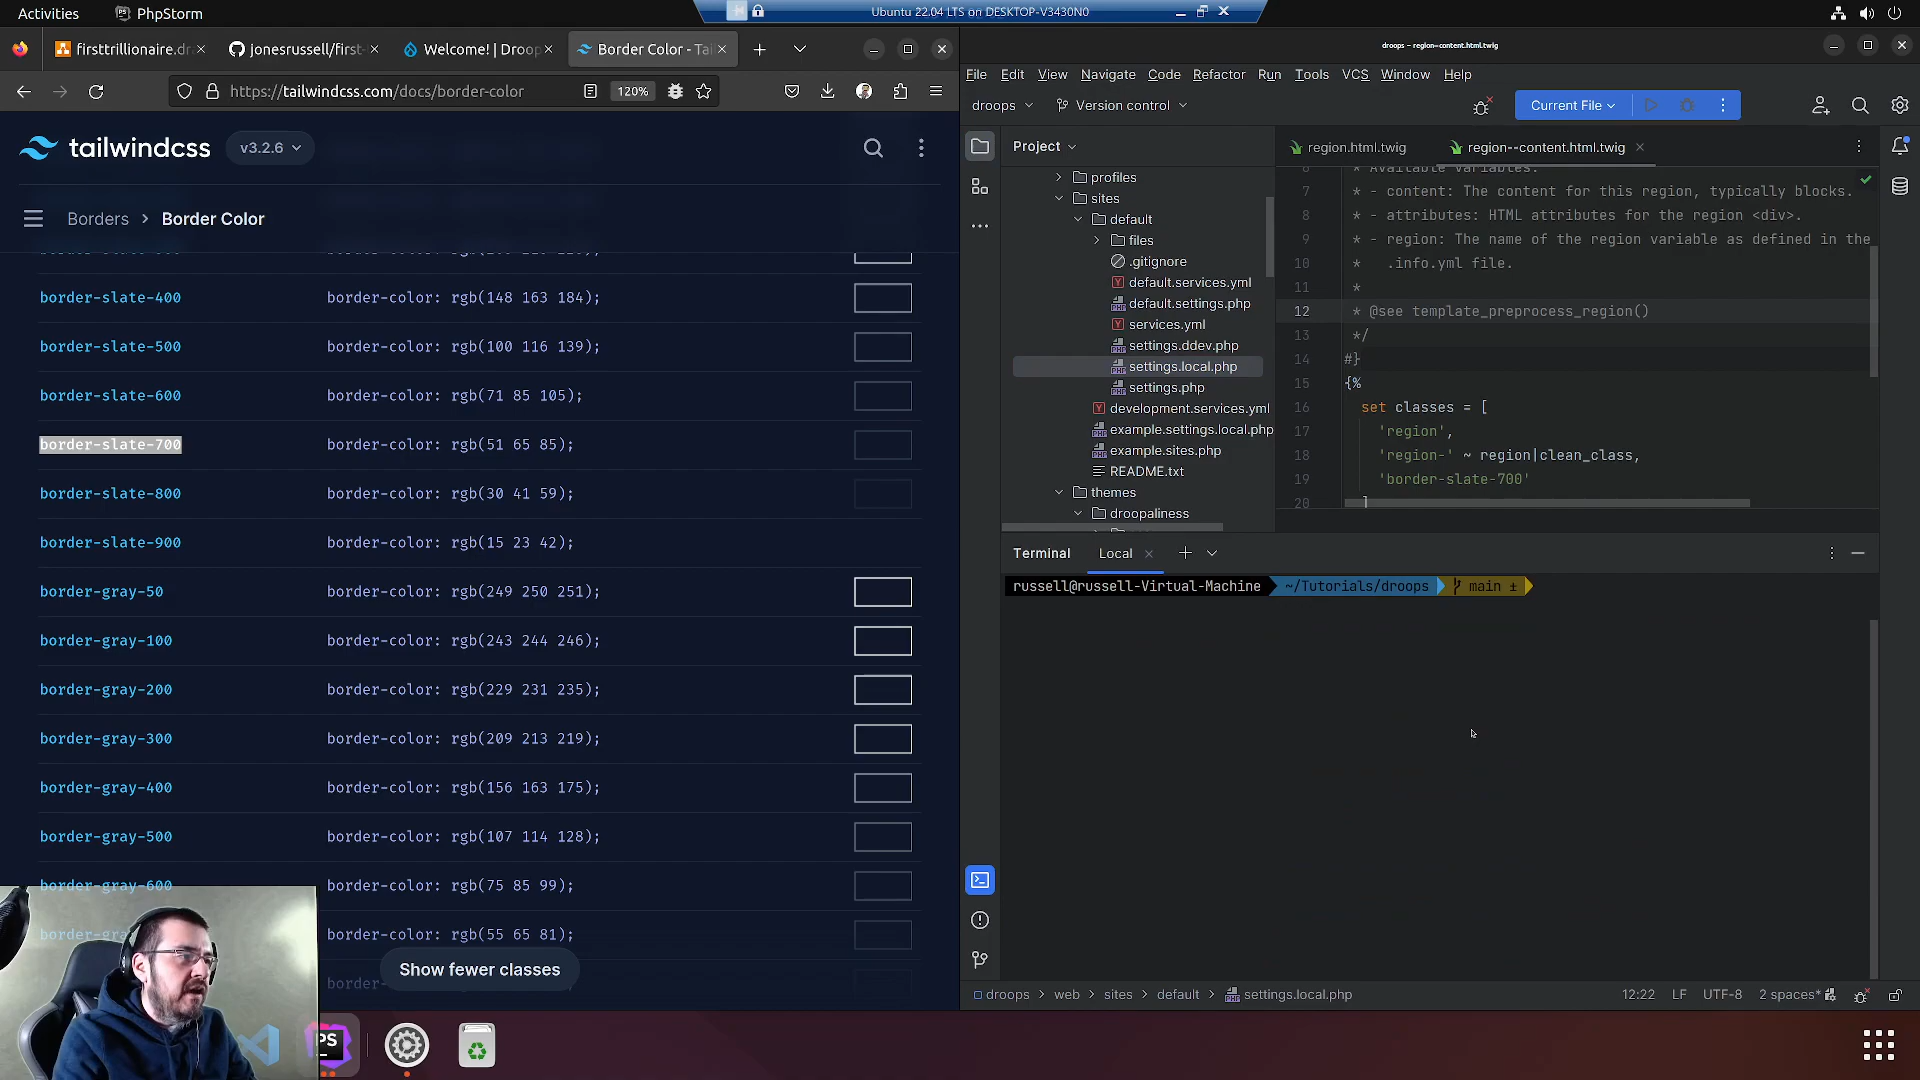 Activities
PhpStorm
Ubuntu 22.04 LTS on DESKTOP-V3430N0
firsttrillionaire.dr
jonesrussell/first-
Welcome! | Droop
Border Color - Tai
https://tailwindcss.com/docs/border-color
120%
tailwindcss
v3.2.6
Borders > Border Color
border-slate-400 border-color: rgb(148 163 184);
border-slate-500 border-color: rgb(100 116 139);
border-slate-600 border-color: rgb(71 85 105);
border-slate-700 border-color: rgb(51 65 85);
border-slate-800 border-color: rgb(30 41 59);
border-slate-900 border-color: rgb(15 23 42);
border-gray-50 border-color: rgb(249 250 251);
border-gray-100 border-color: rgb(243 244 246);
border-gray-200 border-color: rgb(229 231 235);
border-gray-300 border-color: rgb(209 213 219);
border-gray-400 border-color: rgb(156 163 175);
border-gray-500 border-color: rgb(107 114 128);
border-gray-600 border-color: rgb(75 85 99);
border-color: rgb(55 65 81);
Show fewer classes
droops – region--content.html.twig
File Edit View Navigate Code Refactor Run Tools VCS Window Help
droops
Version control
Current File
Project
profiles
sites
default
files
.gitignore
default.services.yml
default.settings.php
services.yml
settings.ddev.php
settings.local.php
settings.php
development.services.yml
example.settings.local.php
example.sites.php
README.txt
themes
droopaliness
region.html.twig
region--content.html.twig
* Available variables:
7 * - content: The content for this region, typically blocks.
8 * - attributes: HTML attributes for the region <div>.
9 * - region: The name of the region variable as defined in the
10 * .info.yml file.
11 *
12 * @see template_preprocess_region()
13 */
14 #}
15 {%
16 set classes = [
17 'region',
18 'region-' ~ region|clean_class,
19 'border-slate-700'
20 ]
Terminal
Local
russell@russell-Virtual-Machine ~/Tutorials/droops main ±
droops > web > sites > default > settings.local.php
12:22 LF UTF-8 2 spaces*
PS